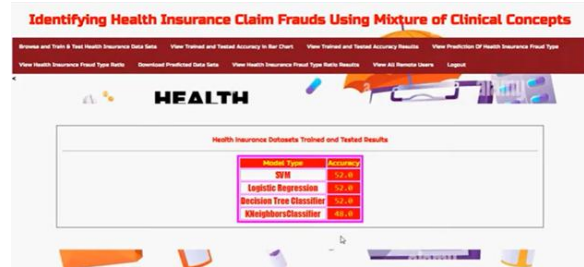 Identifying Health Insurance Claim Frauds Using Mixture of Clinical Concepts
Browse and Train & Test Health Insurance Data Sets View Trained and Tested Accuracy in Bar Chart View Trained and Tested Accuracy Results View Prediction Of Health Insurance Fraud Type
View Health Insurance Fraud Type Ratio Download Predicted Data Sets View Health Insurance Fraud Type Ratio Results View All Remote Users Logout
HEALTH
Health Insurance Datasets Trained and Tested Results
Model Type Accuracy
SVM 52.0
Logistic Regression 52.0
Decision Tree Classifier 52.0
KNeighborsClassifier 48.0